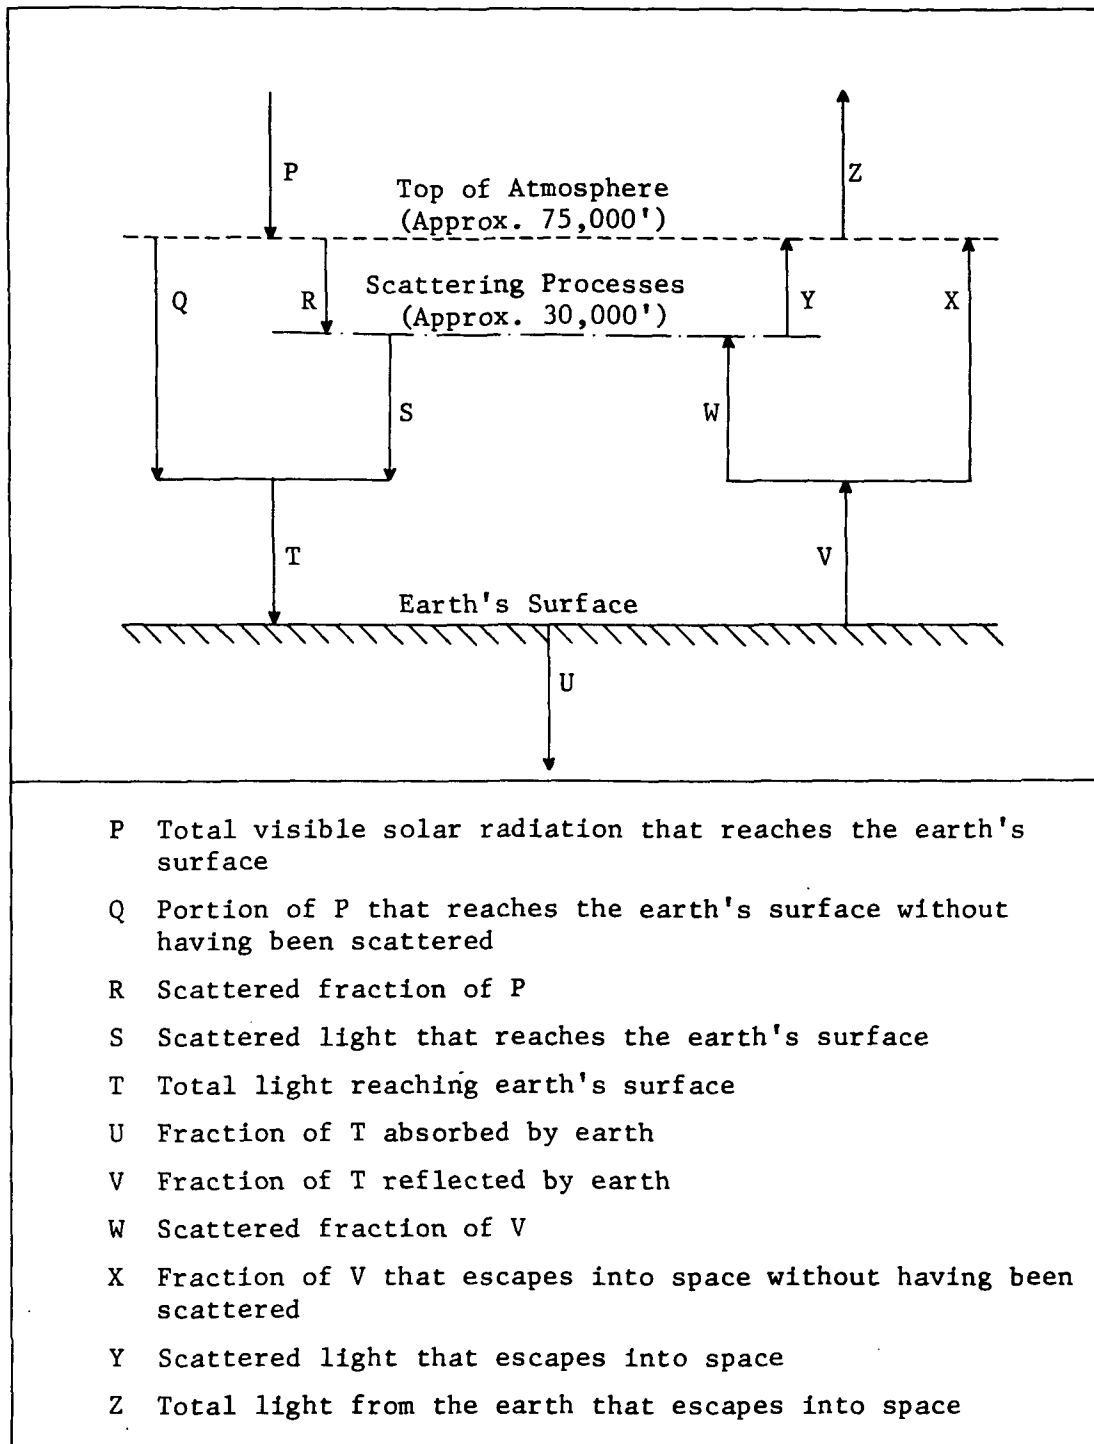 P
Z
Top of Atmosphere
(Approx. 75,000')
Q
R
Scattering Processes
(Approx. 30,000')
Y
X
S
W
T
V
Earth's Surface
U
P Total visible solar radiation that reaches the earth's
surface
Q Portion of P that reaches the earth's surface without
having been scattered
R Scattered fraction of P
S Scattered light that reaches the earth's surface
T Total light reaching earth's surface
U Fraction of T absorbed by earth
V Fraction of T reflected by earth
W Scattered fraction of V
X Fraction of V that escapes into space without having been
scattered
Y Scattered light that escapes into space
Z Total light from the earth that escapes into space